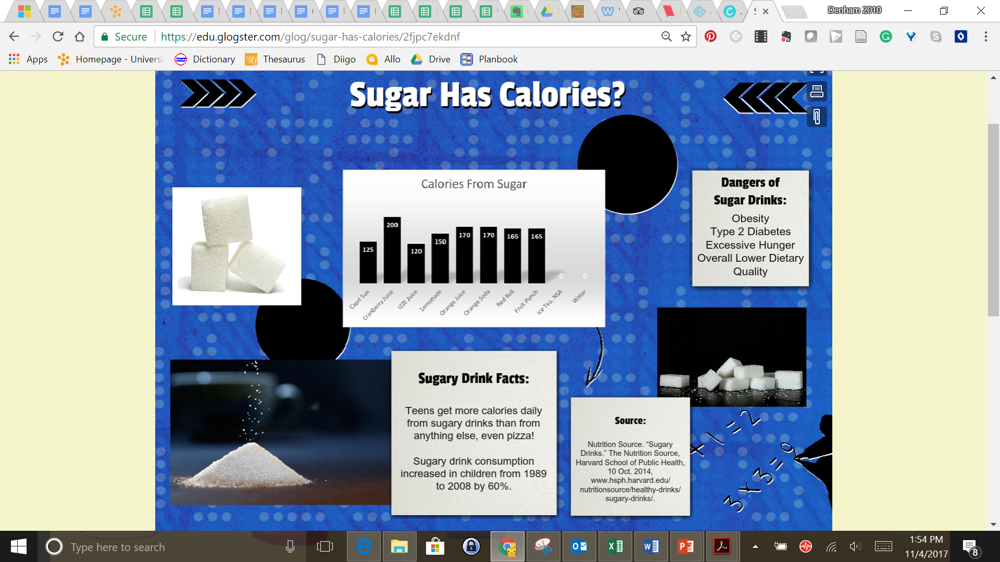 Denham 2010
Secure
https://edu.glogster.com/glog/sugar-has-calories/2fjpc7ekdnf
Apps
Homepage - Universi
Dictionary
Thesaurus
Diigo
Allo
Drive
Planbook
Sugar Has Calories?
Calories From Sugar
125
200
120
150
170
170
165
165
0
0
Capri Sun
Cranberry Juice
IZZE Juice
Lemonade
Orange Juice
Orange Soda
Red Bull
Fruit Punch
Ice Tea, NSA
Water
Dangers of
Sugar Drinks:
Obesity
Type 2 Diabetes
Excessive Hunger
Overall Lower Dietary
Quality
Sugary Drink Facts:
Teens get more calories daily
from sugary drinks than from
anything else, even pizza!
Sugary drink consumption
increased in children from 1989
to 2008 by 60%.
Source:
Nutrition Source. “Sugary
Drinks.” The Nutrition Source,
Harvard School of Public Health,
10 Oct. 2014,
www.hsph.harvard.edu/
nutritionsource/healthy-drinks/
sugary-drinks/.
3x3=9
Type here to search
1:54 PM
11/4/2017
8